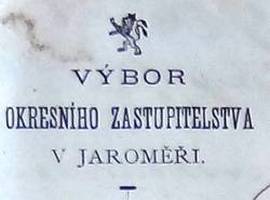 VÝBOR
OKRESNÍHO ZASTUPITELSTVA
V JAROMĚŘI.